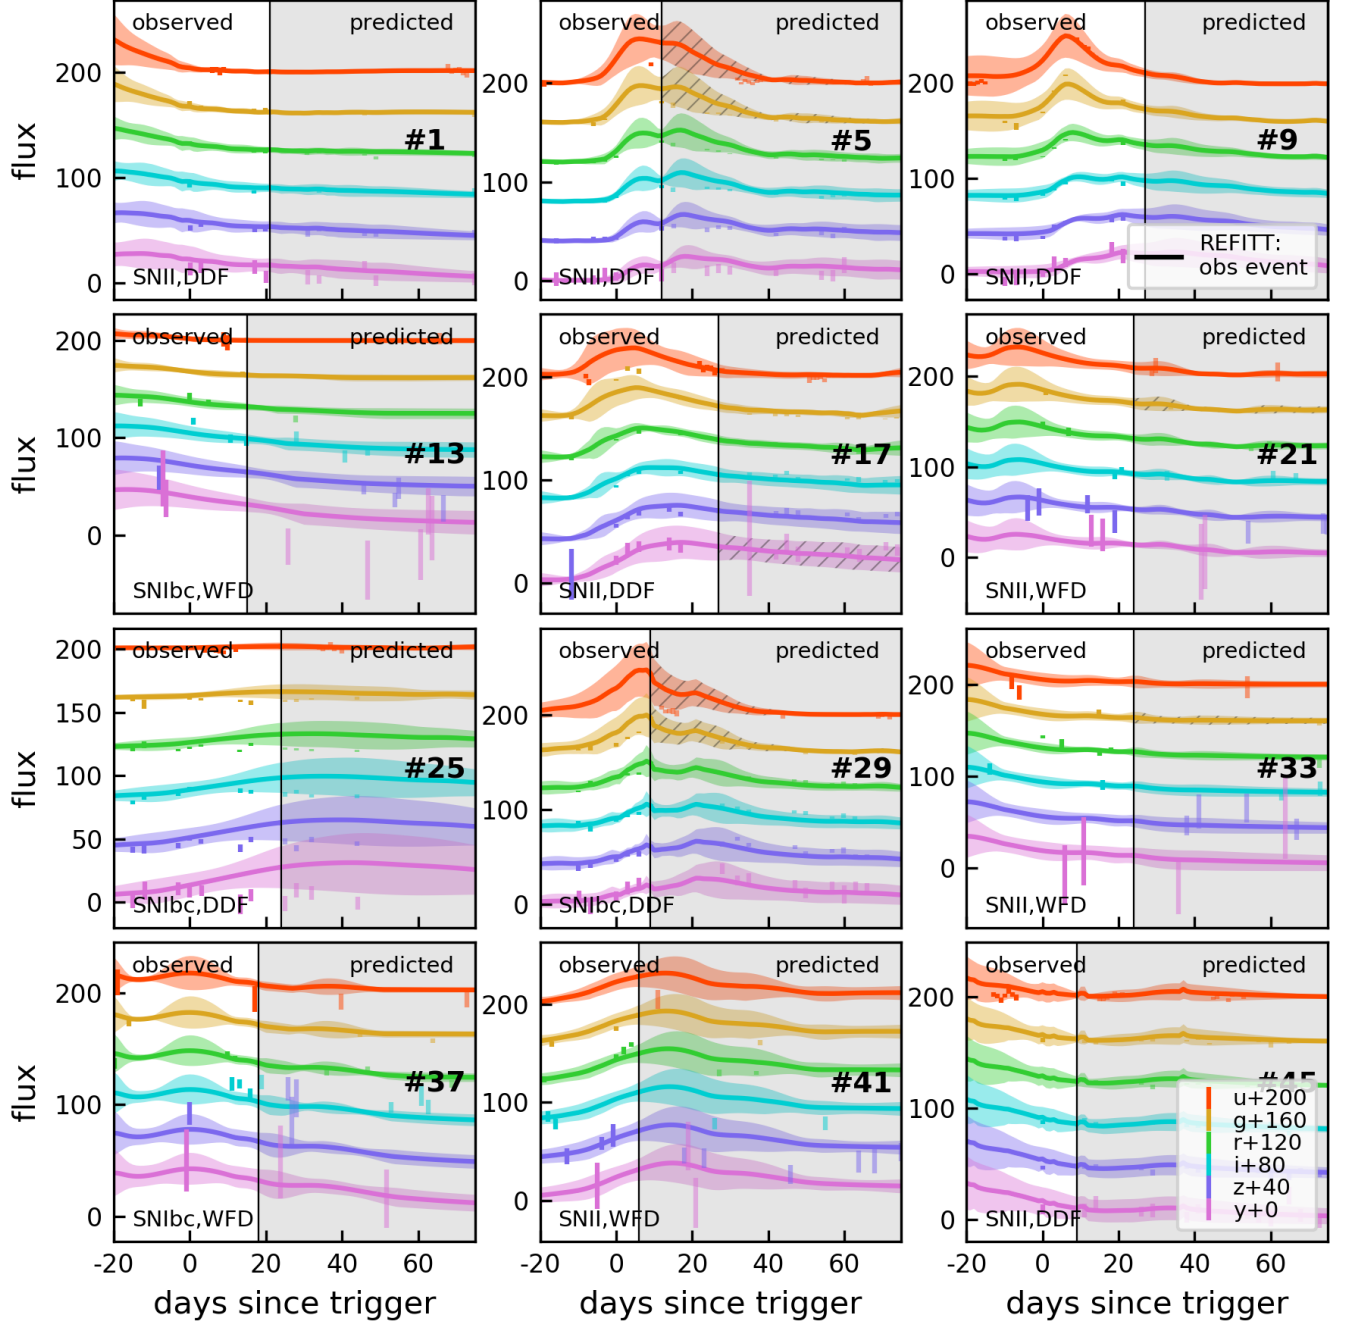 observed predicted
200
100
0
flux
#1
SNII,DDF
observed predicted
200
100
0
#5
SNII,DDF
observed predicted
200
100
0
#9
SNII,DDF
REFITT:
obs event
observed predicted
200
100
0
flux
#13
SNIbc,WFD
observed predicted
200
100
0
#17
SNII,DDF
observed predicted
200
100
0
#21
SNII,WFD
observed predicted
200
150
100
50
0
flux
#25
SNIbc,DDF
observed predicted
200
100
0
#29
SNIbc,DDF
observed predicted
200
100
0
#33
SNII,WFD
observed predicted
200
100
0
flux
#37
SNIbc,WFD
-20 0 20 40 60
days since trigger
observed predicted
200
100
0
#41
SNII,WFD
-20 0 20 40 60
days since trigger
observed predicted
200
100
0
#45
u+200
g+160
r+120
i+80
z+40
y+0
SNII,DDF
-20 0 20 40 60
days since trigger